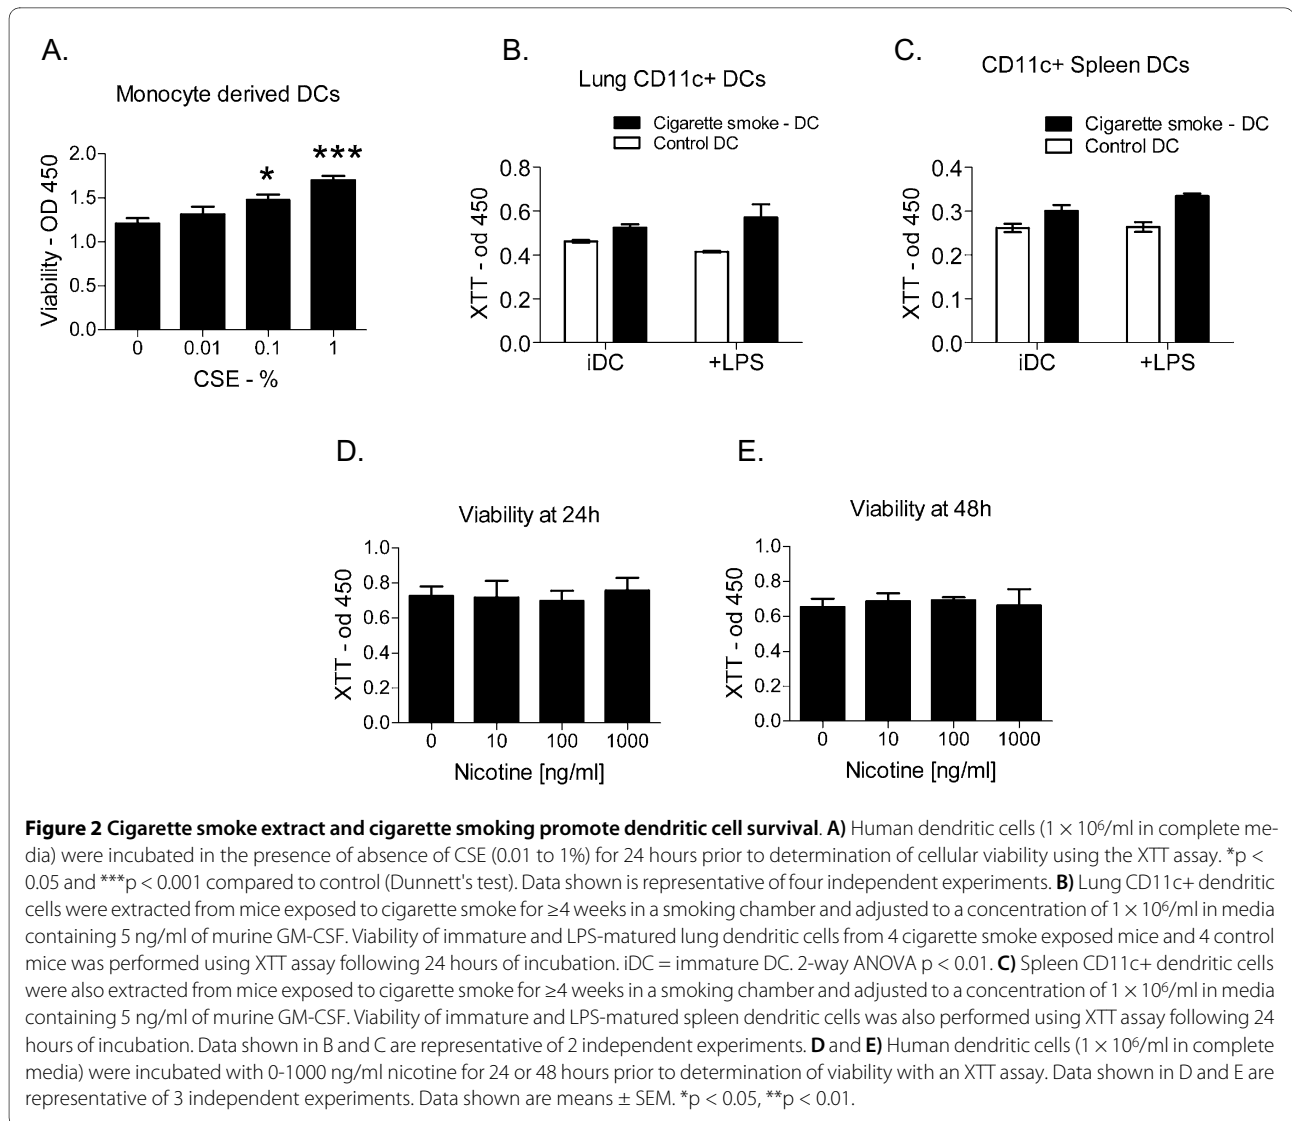 A.
Monocyte derived DCs
Viability - OD 450
2.0
1.5
1.0
0.5
0.0
*
***
0 0.01 0.1 1
CSE - %
B.
Lung CD11c+ DCs
Cigarette smoke - DC
Control DC
XTT - od 450
0.8
0.6
0.4
0.2
0.0
iDC +LPS
C.
CD11c+ Spleen DCs
Cigarette smoke - DC
Control DC
XTT - od 450
0.4
0.3
0.2
0.1
0.0
iDC +LPS
D.
Viability at 24h
XTT - od 450
1.0
0.8
0.6
0.4
0.2
0.0
0 10 100 1000
Nicotine [ng/ml]
E.
Viability at 48h
XTT - od 450
1.0
0.8
0.6
0.4
0.2
0.0
0 10 100 1000
Nicotine [ng/ml]
Figure 2 Cigarette smoke extract and cigarette smoking promote dendritic cell survival. A) Human dendritic cells (1 × 10⁶/ml in complete me-
dia) were incubated in the presence of absence of CSE (0.01 to 1%) for 24 hours prior to determination of cellular viability using the XTT assay. *p <
0.05 and ***p < 0.001 compared to control (Dunnett's test). Data shown is representative of four independent experiments. B) Lung CD11c+ dendritic
cells were extracted from mice exposed to cigarette smoke for ≥4 weeks in a smoking chamber and adjusted to a concentration of 1 × 10⁶/ml in media
containing 5 ng/ml of murine GM-CSF. Viability of immature and LPS-matured lung dendritic cells from 4 cigarette smoke exposed mice and 4 control
mice was performed using XTT assay following 24 hours of incubation. iDC = immature DC. 2-way ANOVA p < 0.01. C) Spleen CD11c+ dendritic cells
were also extracted from mice exposed to cigarette smoke for ≥4 weeks in a smoking chamber and adjusted to a concentration of 1 × 10⁶/ml in media
containing 5 ng/ml of murine GM-CSF. Viability of immature and LPS-matured spleen dendritic cells was also performed using XTT assay following 24
hours of incubation. Data shown in B and C are representative of 2 independent experiments. D and E) Human dendritic cells (1 × 10⁶/ml in complete
media) were incubated with 0-1000 ng/ml nicotine for 24 or 48 hours prior to determination of viability with an XTT assay. Data shown in D and E are
representative of 3 independent experiments. Data shown are means ± SEM. *p < 0.05, **p < 0.01.